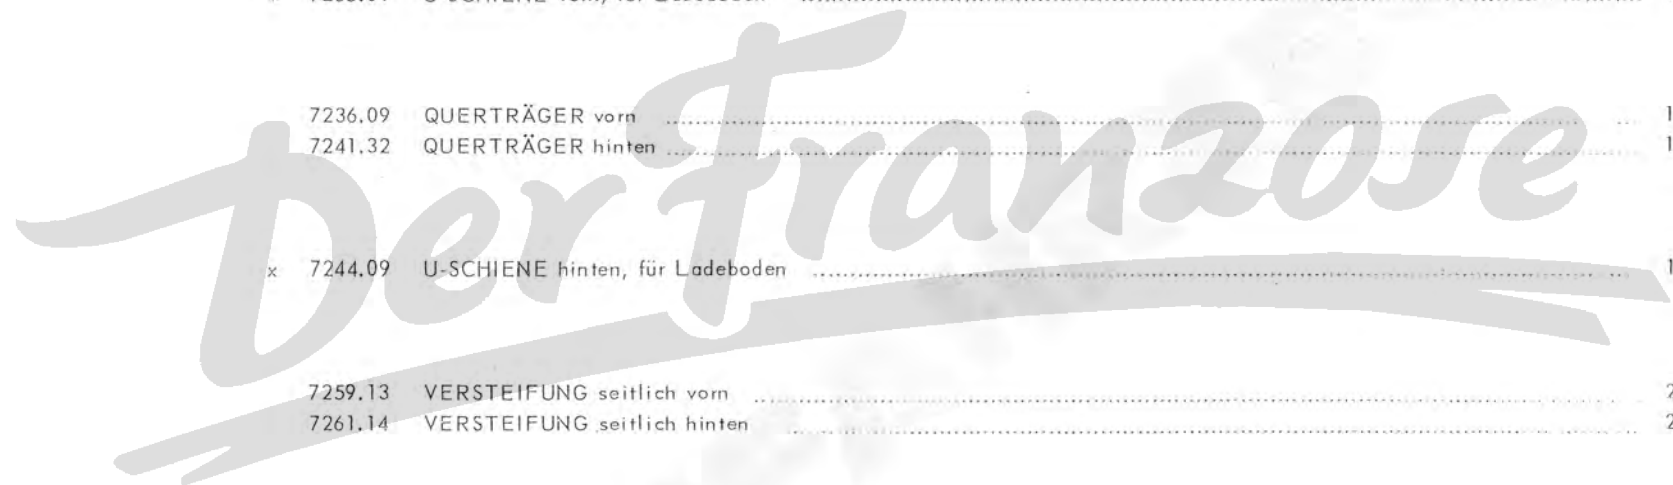 7236.09 QUERTRÄGER vorn 1
7241.32 QUERTRÄGER hinten 1
Der Franzose
x 7244.09 U-SCHIENE hinten, für Ladeboden 1
7259.13 VERSTEIFUNG seitlich vorn 2
7261.14 VERSTEIFUNG seitlich hinten 2